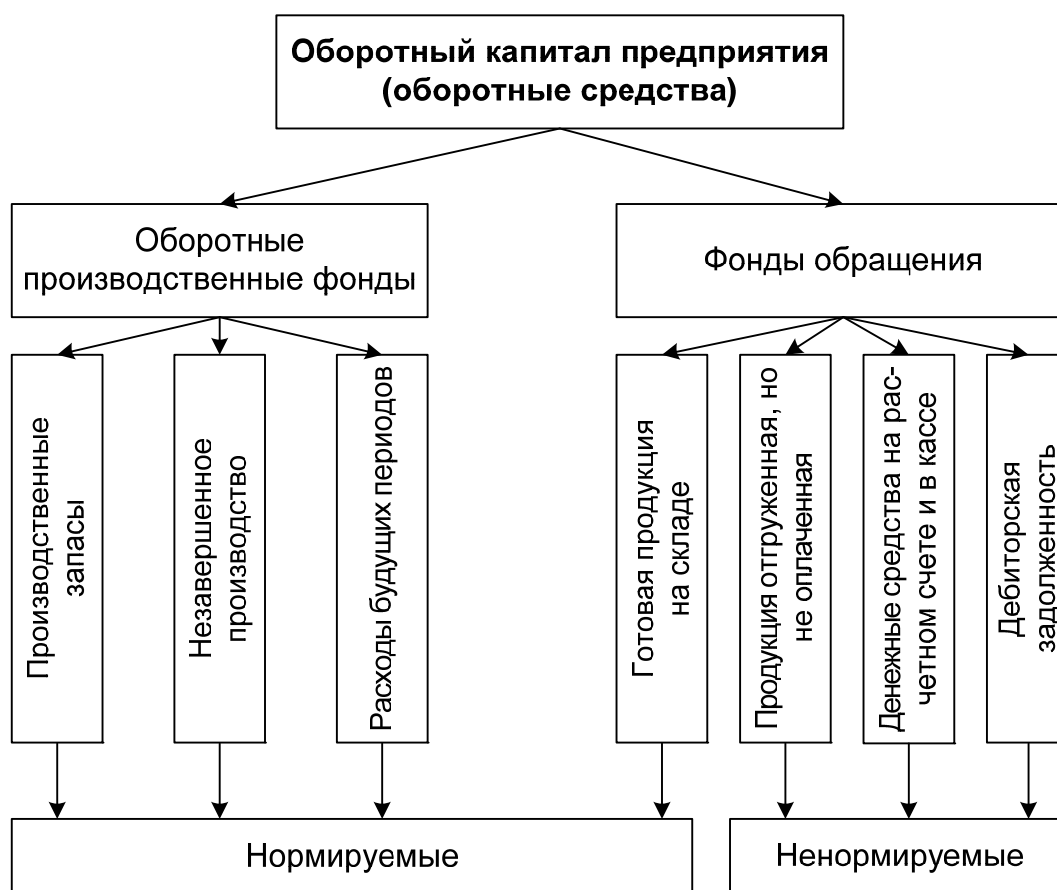 Оборотный капитал предприятия
(оборотные средства)
Оборотные
производственные фонды
Фонды обращения
Производственные
запасы
Незавершенное
производство
Расходы будущих периодов
Готовая продукция
на складе
Продукция отгруженная, но
не оплаченная
Денежные средства на рас-
четном счете и в кассе
Дебиторская
задолженность
Нормируемые
Ненормируемые